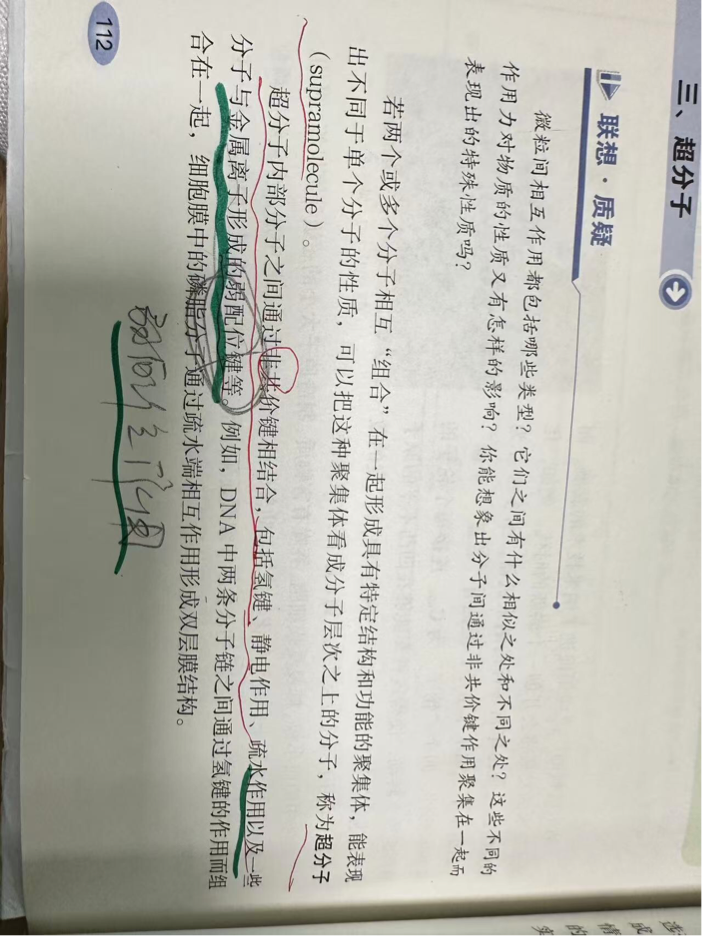 三、超分子
联想·质疑
微粒间相互作用都包括哪些类型？它们之间有什么相似之处和不同之处？这些不同的
作用力对物质的性质又有怎样的影响？你能想象出分子间通过非共价键作用聚集在一起而
表现出的特殊性质吗？
若两个或多个分子相互“组合”在一起形成具有特定结构和功能的聚集体，能表现
出不同于单个分子的性质，可以把这种聚集体看成分子层次之上的分子，称为超分子
（supramolecule）。
超分子内部分子之间通过非共价键相结合，包括氢键、静电作用、疏水作用以及一些
分子与金属离子形成的弱配位键等。例如，DNA 中两条分子链之间通过氢键的作用而组
合在一起，细胞膜中的磷脂分子通过疏水端相互作用形成双层膜结构。
112